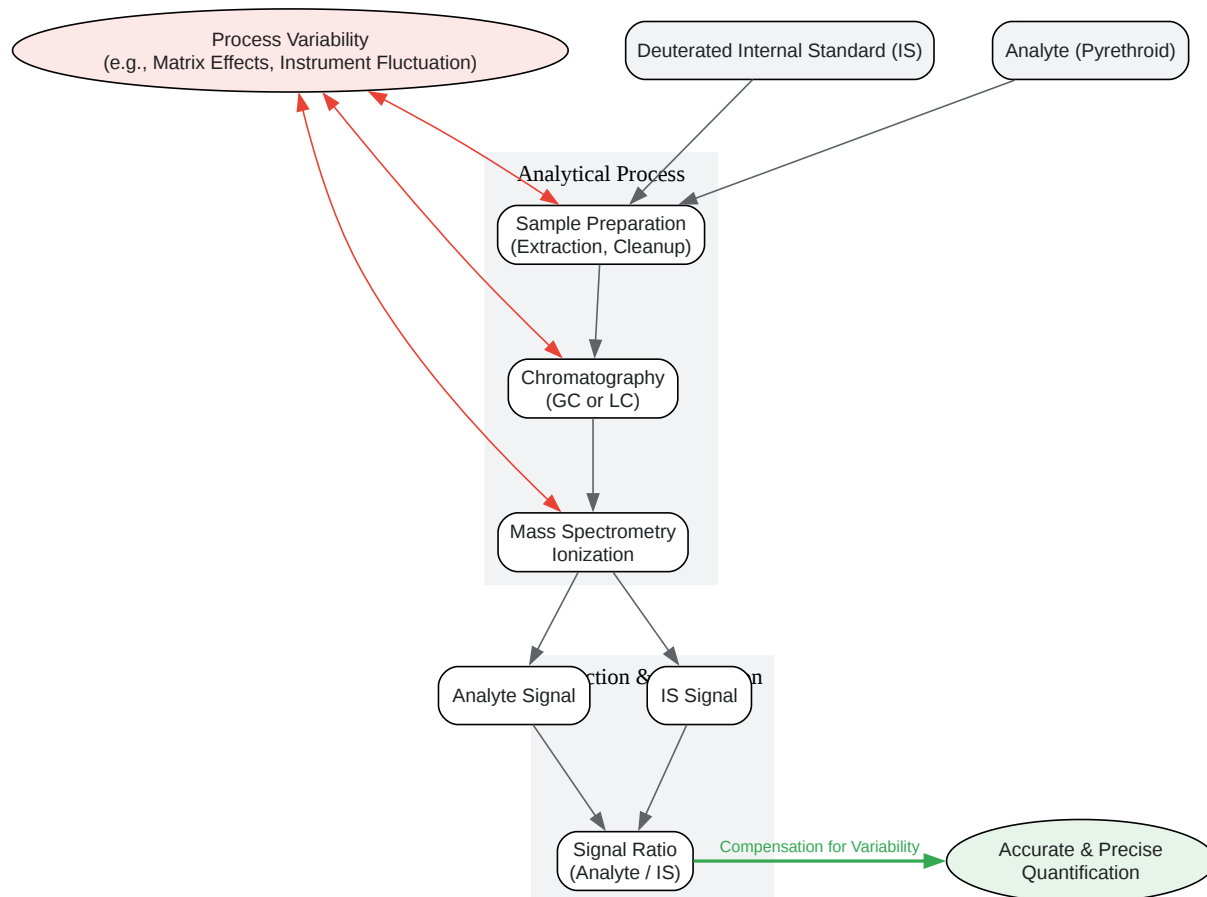 Process Variability
(e.g., Matrix Effects, Instrument Fluctuation)
Deuterated Internal Standard (IS)
Analyte (Pyrethroid)
Analytical Process
Sample Preparation
(Extraction, Cleanup)
Chromatography
(GC or LC)
Mass Spectrometry
Ionization
&
Analyte Signal
IS Signal
Signal Ratio
(Analyte / IS)
Compensation for Variability
Accurate & Precise
Quantification